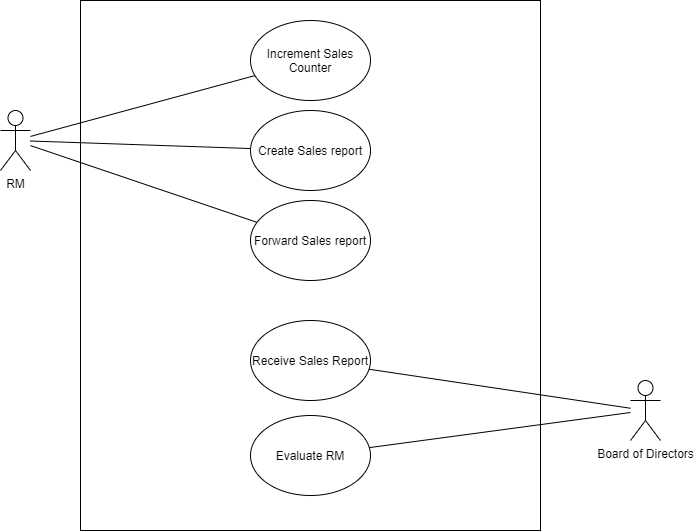 Increment Sales
Counter
Create Sales report
RM
Forward Sales report
Receive Sales Report
Evaluate RM
Board of Directors